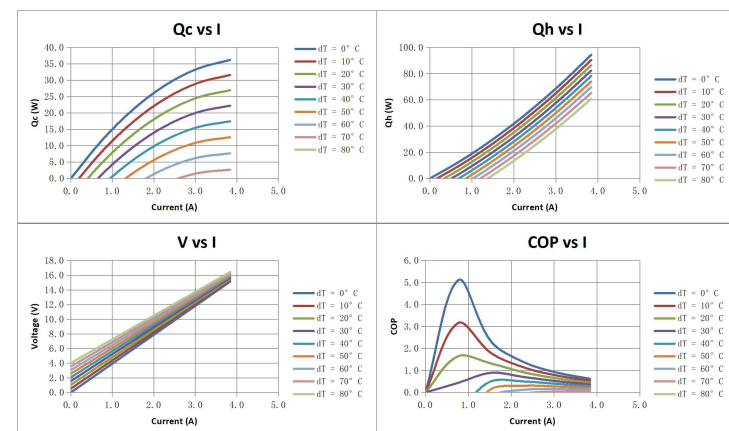 Qc vs I
40. 0
35. 0
30. 0
25. 0
20. 0
15. 0
10. 0
5. 0
0. 0
Qc (W)
0. 0 1. 0 2. 0 3. 0 4. 0 5. 0
Current (A)
dT = 0° C
dT = 10° C
dT = 20° C
dT = 30° C
dT = 40° C
dT = 50° C
dT = 60° C
dT = 70° C
dT = 80° C
Qh vs I
100. 0
80. 0
60. 0
40. 0
20. 0
0. 0
Qh (W)
0. 0 1. 0 2. 0 3. 0 4. 0 5. 0
Current (A)
dT = 0° C
dT = 10° C
dT = 20° C
dT = 30° C
dT = 40° C
dT = 50° C
dT = 60° C
dT = 70° C
dT = 80° C
V vs I
18. 0
16. 0
14. 0
12. 0
10. 0
8. 0
6. 0
4. 0
2. 0
0. 0
Voltage (V)
0. 0 1. 0 2. 0 3. 0 4. 0 5. 0
Current (A)
dT = 0° C
dT = 10° C
dT = 20° C
dT = 30° C
dT = 40° C
dT = 50° C
dT = 60° C
dT = 70° C
dT = 80° C
COP vs I
6. 0
5. 0
4. 0
3. 0
2. 0
1. 0
0. 0
COP
0. 0 1. 0 2. 0 3. 0 4. 0 5. 0
Current (A)
dT = 0° C
dT = 10° C
dT = 20° C
dT = 30° C
dT = 40° C
dT = 50° C
dT = 60° C
dT = 70° C
dT = 80° C